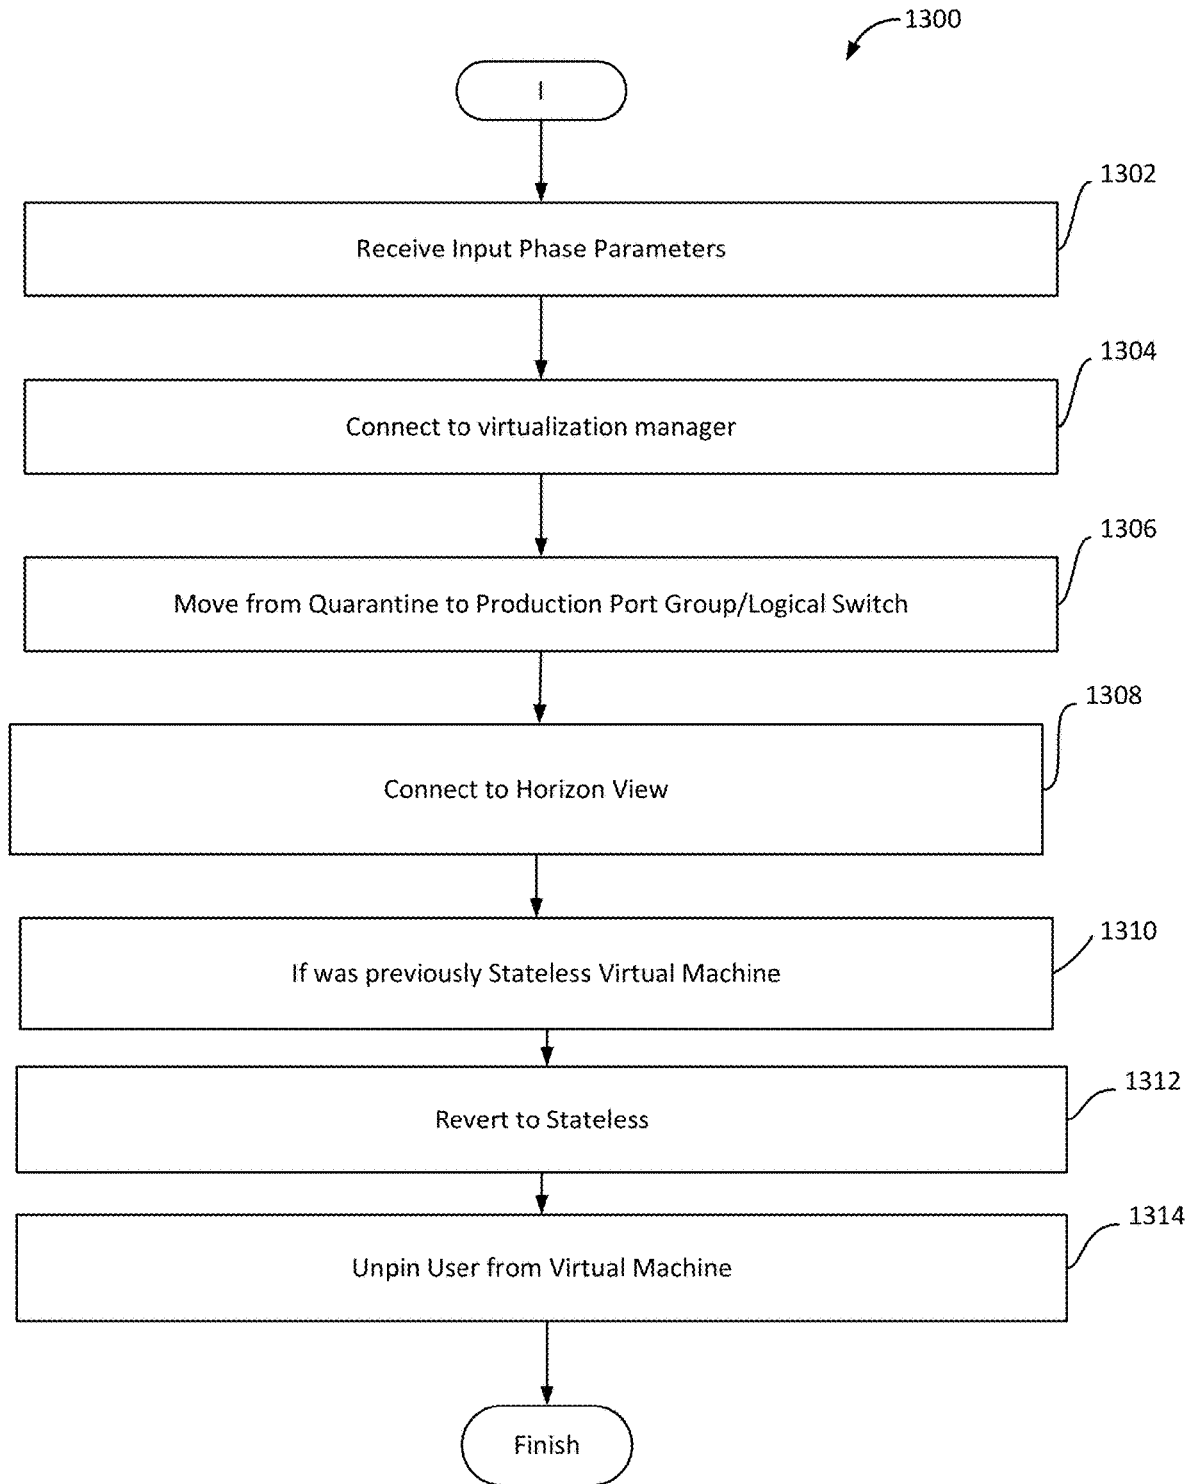 1300
I
1302
Receive Input Phase Parameters
1304
Connect to virtualization manager
1306
Move from Quarantine to Production Port Group/Logical Switch
1308
Connect to Horizon View
1310
If was previously Stateless Virtual Machine
1312
Revert to Stateless
1314
Unpin User from Virtual Machine
Finish